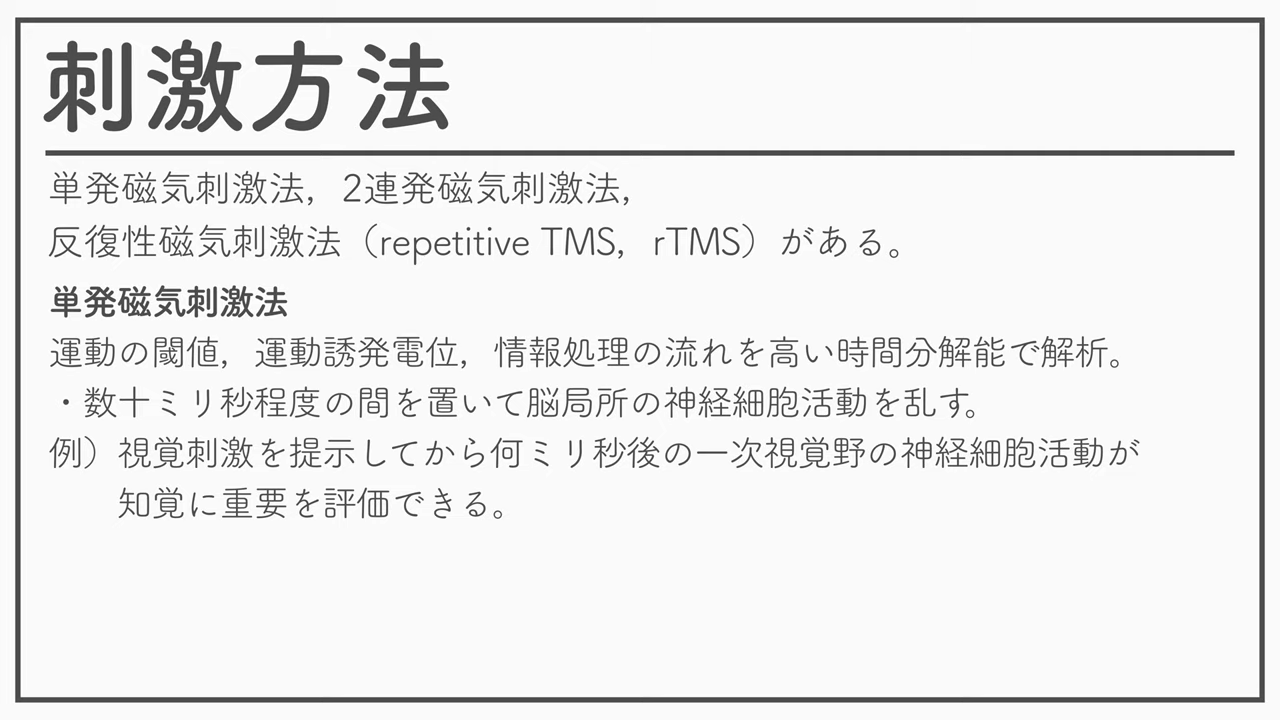 刺激方法
単発磁気刺激法，2連発磁気刺激法，
反復性磁気刺激法（repetitive TMS，rTMS）がある。
単発磁気刺激法
運動の閾値，運動誘発電位，情報処理の流れを高い時間分解能で解析。
・数十ミリ秒程度の間を置いて脳局所の神経細胞活動を乱す。
例）視覚刺激を提示してから何ミリ秒後の一次視覚野の神経細胞活動が
知覚に重要を評価できる。